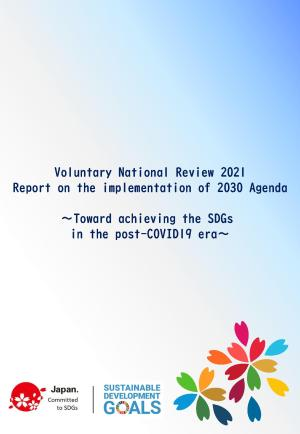 Voluntary National Review 2021
Report on the implementation of 2030 Agenda
～Toward achieving the SDGs
in the post-COVID19 era～
Japan.
Committed
to SDGs
SUSTAINABLE
DEVELOPMENT
GOALS